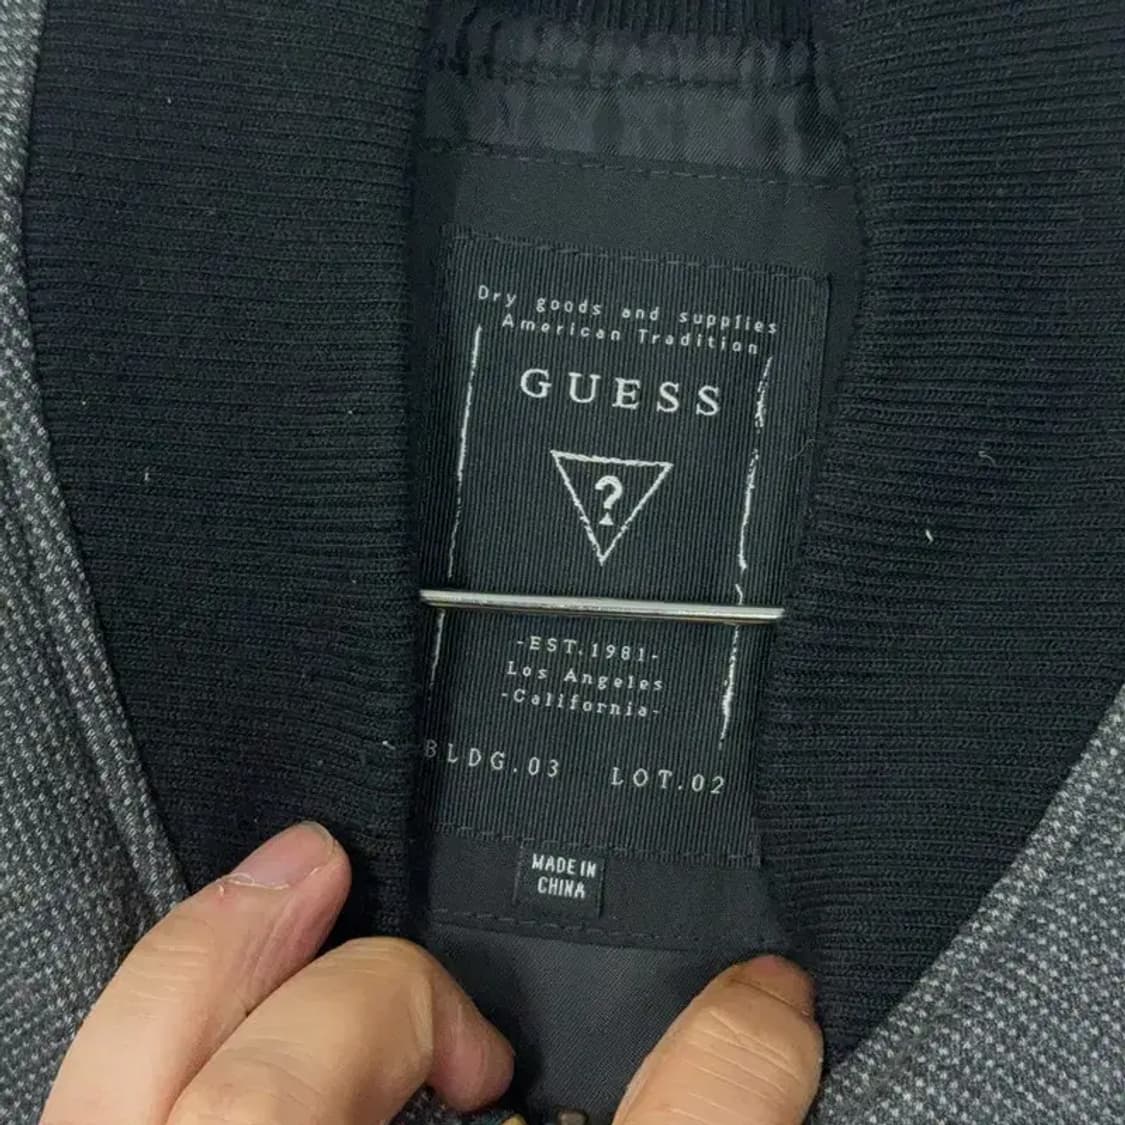 Dry goods and supplies
American Tradition
GUESS
?
-EST.1981-
Los Angeles
-California-
BLDG.03 LOT.02
MADE IN
CHINA